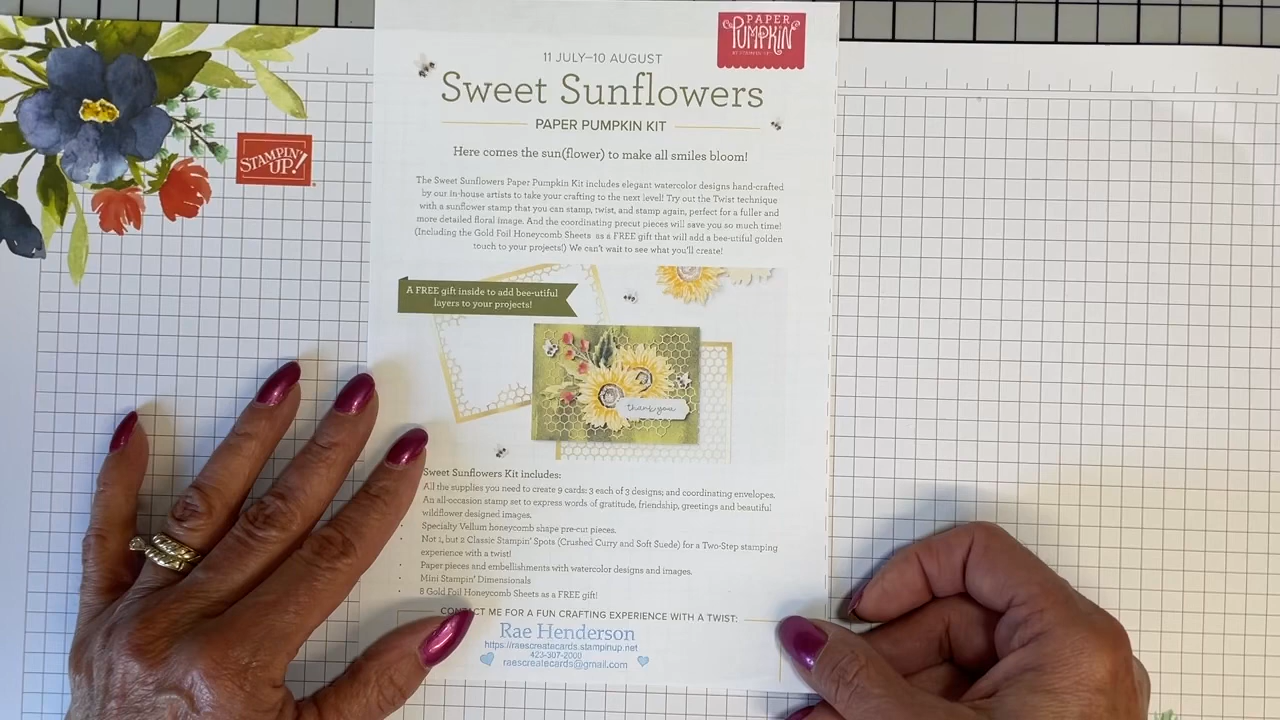 PAPER
PUMPKIN
BY STAMPIN' UP!
11 JULY–10 AUGUST
Sweet Sunflowers
PAPER PUMPKIN KIT
STAMPIN' UP!
Here comes the sun(flower) to make all smiles bloom!
The Sweet Sunflowers Paper Pumpkin Kit includes elegant watercolor designs hand-crafted
by our in-house artists to take your crafting to the next level! Try out the Twist technique
with a sunflower stamp that you can stamp, twist, and stamp again, perfect for a fuller and
more detailed floral image. And the coordinating precut pieces will save you so much time!
(Including the Gold Foil Honeycomb Sheets as a FREE gift that will add a bee-utiful golden
touch to your projects!) We can't wait to see what you'll create!
A FREE gift inside to add bee-utiful
layers to your projects!
thank you
Sweet Sunflowers Kit includes:
All the supplies you need to create 9 cards: 3 each of 3 designs; and coordinating envelopes.
An all-occasion stamp set to express words of gratitude, friendship, greetings and beautiful
wildflower designed images.
• Specialty Vellum honeycomb shape pre-cut pieces.
• Not 1, but 2 Classic Stampin' Spots (Crushed Curry and Soft Suede) for a Two-Step stamping
experience with a twist!
• Paper pieces and embellishments with watercolor designs and images.
• Mini Stampin' Dimensionals
• 8 Gold Foil Honeycomb Sheets as a FREE gift!
CONTACT ME FOR A FUN CRAFTING EXPERIENCE WITH A TWIST:
Rae Henderson
https://raescreatecards.stampinup.net
423-307-2000
raescreatecards@gmail.com